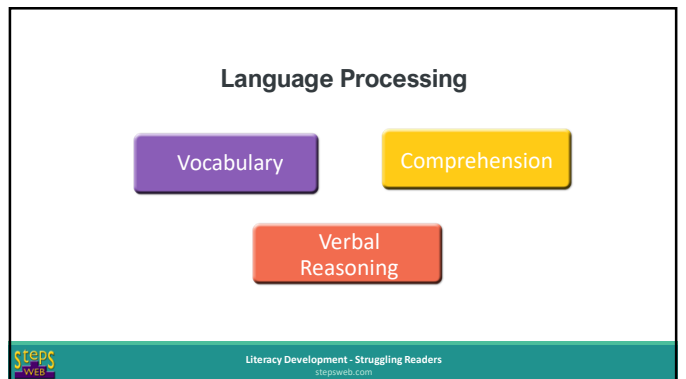 Language Processing
Vocabulary
Comprehension
Verbal
Reasoning
steps
WEB
Literacy Development - Struggling Readers
stepsweb.com